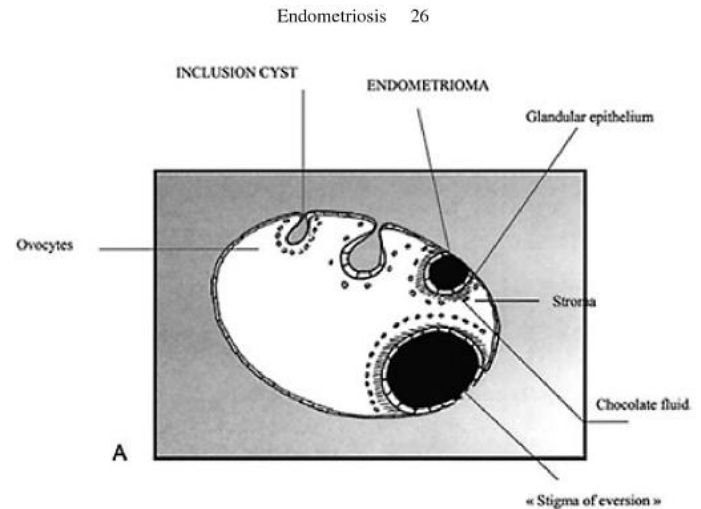 Endometriosis 26
INCLUSION CYST
ENDOMETRIOMA
Glandular epithelium
Ovocytes
Stroma
Chocolate fluid
A
« Stigma of eversion »